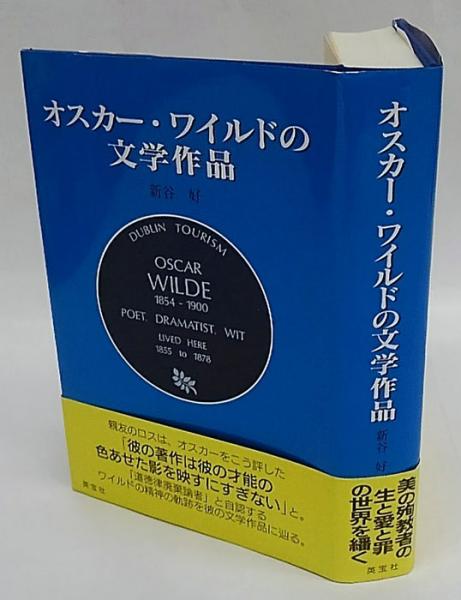 オスカー・ワイルドの
文学作品
新谷 好
DUBLIN TOURISM
OSCAR
WILDE
1854 - 1900
POET, DRAMATIST, WIT
LIVED HERE
1855 to 1878
親友のロスは、オスカーをこう評した
「彼の著作は彼の才能の
色あせた影を映すにすぎない」と。
「道徳律廃棄論者」と自認する
ワイルドの精神の軌跡を彼の文学作品に辿る。
英宝社
オスカー・ワイルドの文学作品
新谷 好
美の殉教者の
生と愛と罪
の世界を繙く
英宝社